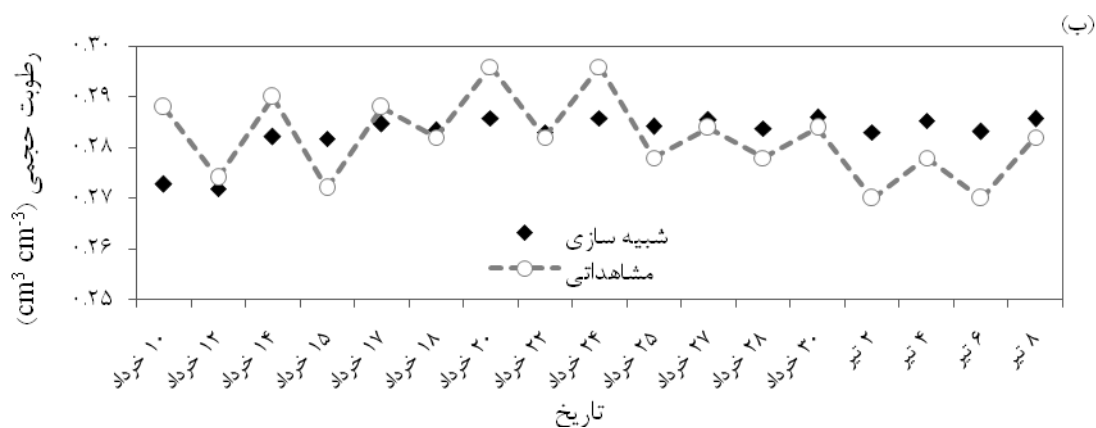 (ب)
رطوبت حجمی (cm³ cm⁻³)
۰.۳۰
۰.۲۹
۰.۲۸
۰.۲۷
۰.۲۶
۰.۲۵
شبیه سازی
مشاهداتی
۱۰ خرداد
۱۲ خرداد
۱۴ خرداد
۱۵ خرداد
۱۷ خرداد
۱۸ خرداد
۲۰ خرداد
۲۲ خرداد
۲۴ خرداد
۲۵ خرداد
۲۷ خرداد
۲۸ خرداد
۳۰ خرداد
۲ تیر
۴ تیر
۶ تیر
۸ تیر
تاریخ